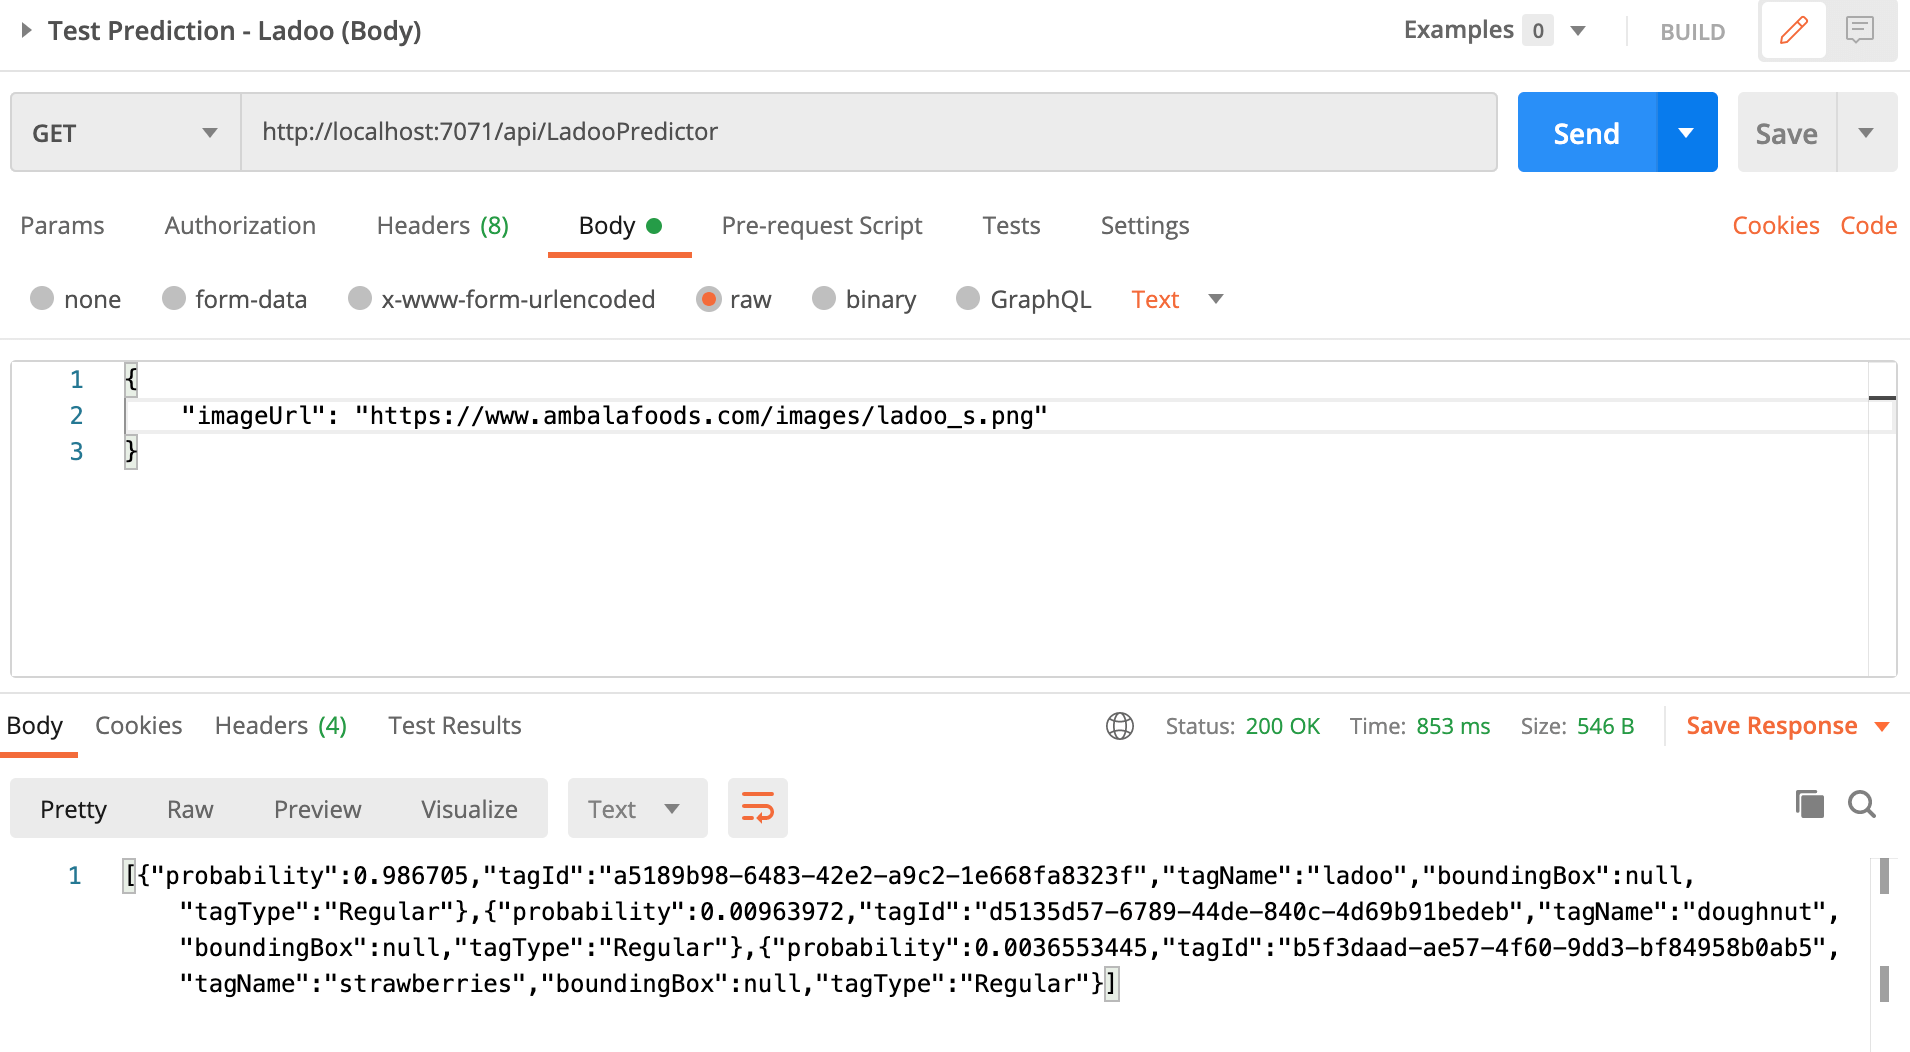 Test Prediction - Ladoo (Body)
Examples 0
BUILD
GET
http://localhost:7071/api/LadooPredictor
Send
Save
Params
Authorization
Headers (8)
Body
Pre-request Script
Tests
Settings
Cookies
Code
none
form-data
x-www-form-urlencoded
raw
binary
GraphQL
Text
1 {
2 "imageUrl": "https://www.ambalafoods.com/images/ladoo_s.png"
3 }
Body
Cookies
Headers (4)
Test Results
Status: 200 OK
Time: 853 ms
Size: 546 B
Save Response
Pretty
Raw
Preview
Visualize
Text
1 [{"probability":0.986705,"tagId":"a5189b98-6483-42e2-a9c2-1e668fa8323f","tagName":"ladoo","boundingBox":null,
"tagType":"Regular"},{"probability":0.00963972,"tagId":"d5135d57-6789-44de-840c-4d69b91bedeb","tagName":"doughnut",
"boundingBox":null,"tagType":"Regular"},{"probability":0.0036553445,"tagId":"b5f3daad-ae57-4f60-9dd3-bf84958b0ab5",
"tagName":"strawberries","boundingBox":null,"tagType":"Regular"}]